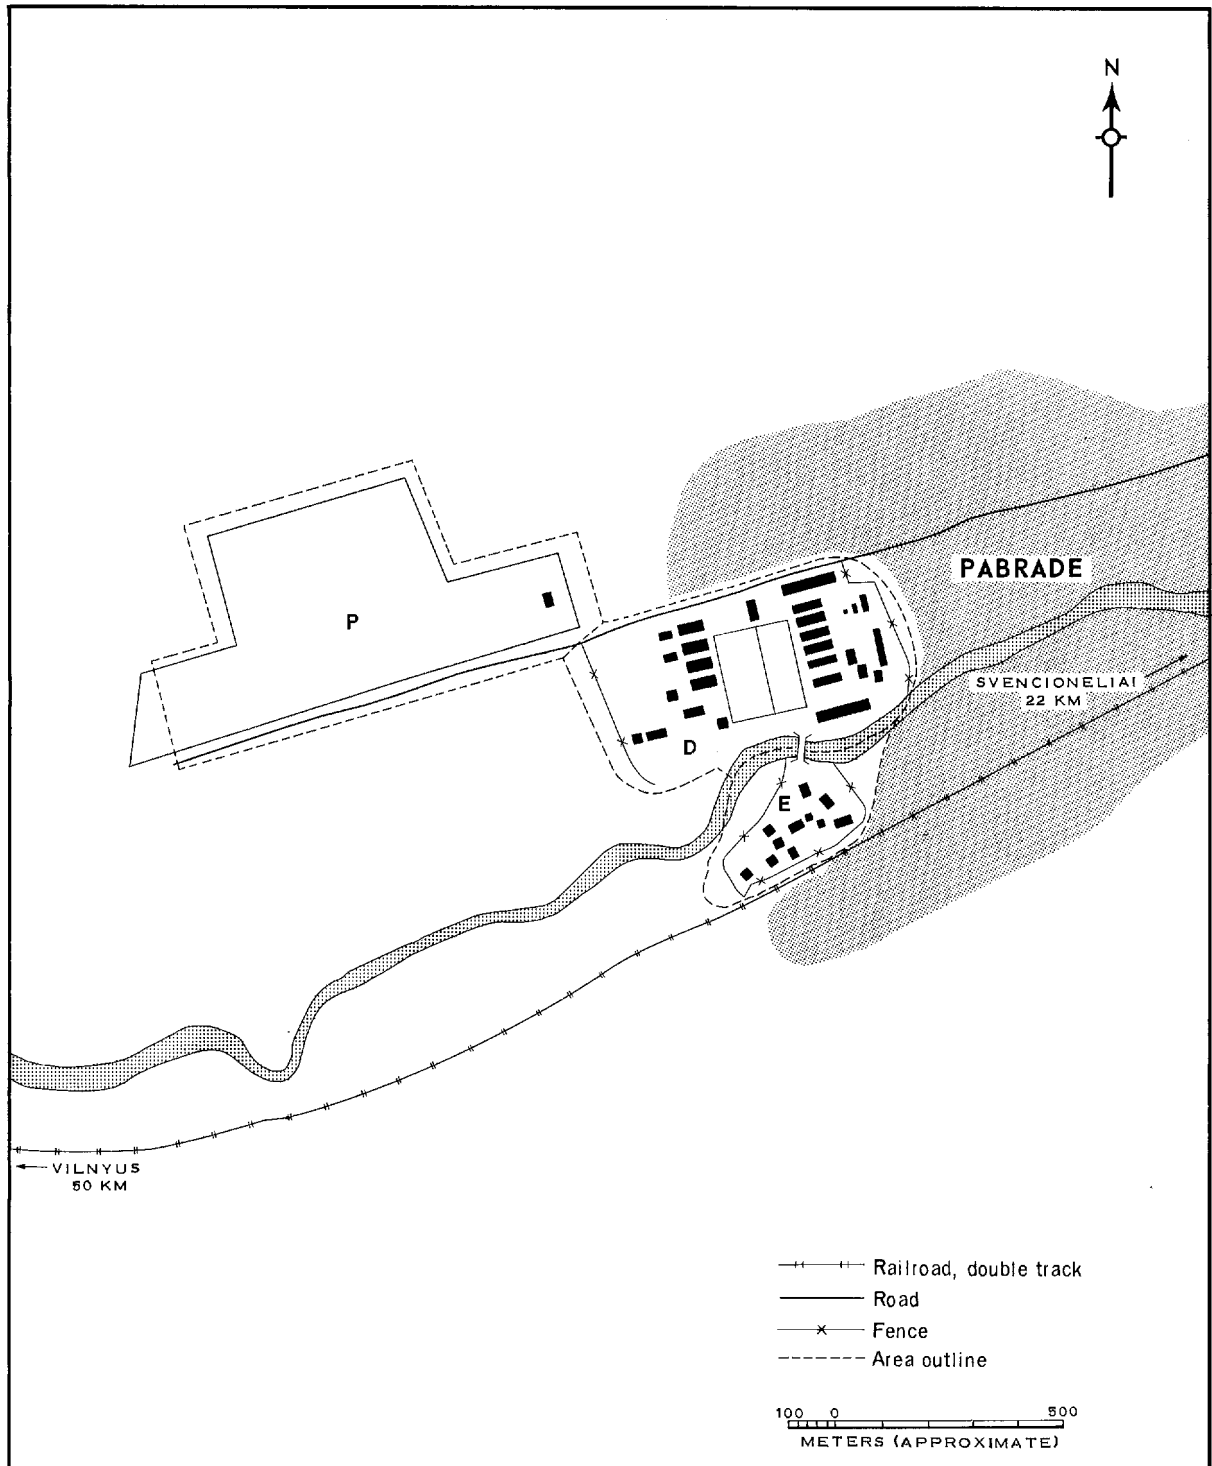 N
PABRADE
P
SVENCIONELIAI
22 KM
D
E
VILNYUS
50 KM
Railroad, double track
Road
Fence
Area outline
100 0 500
METERS (APPROXIMATE)